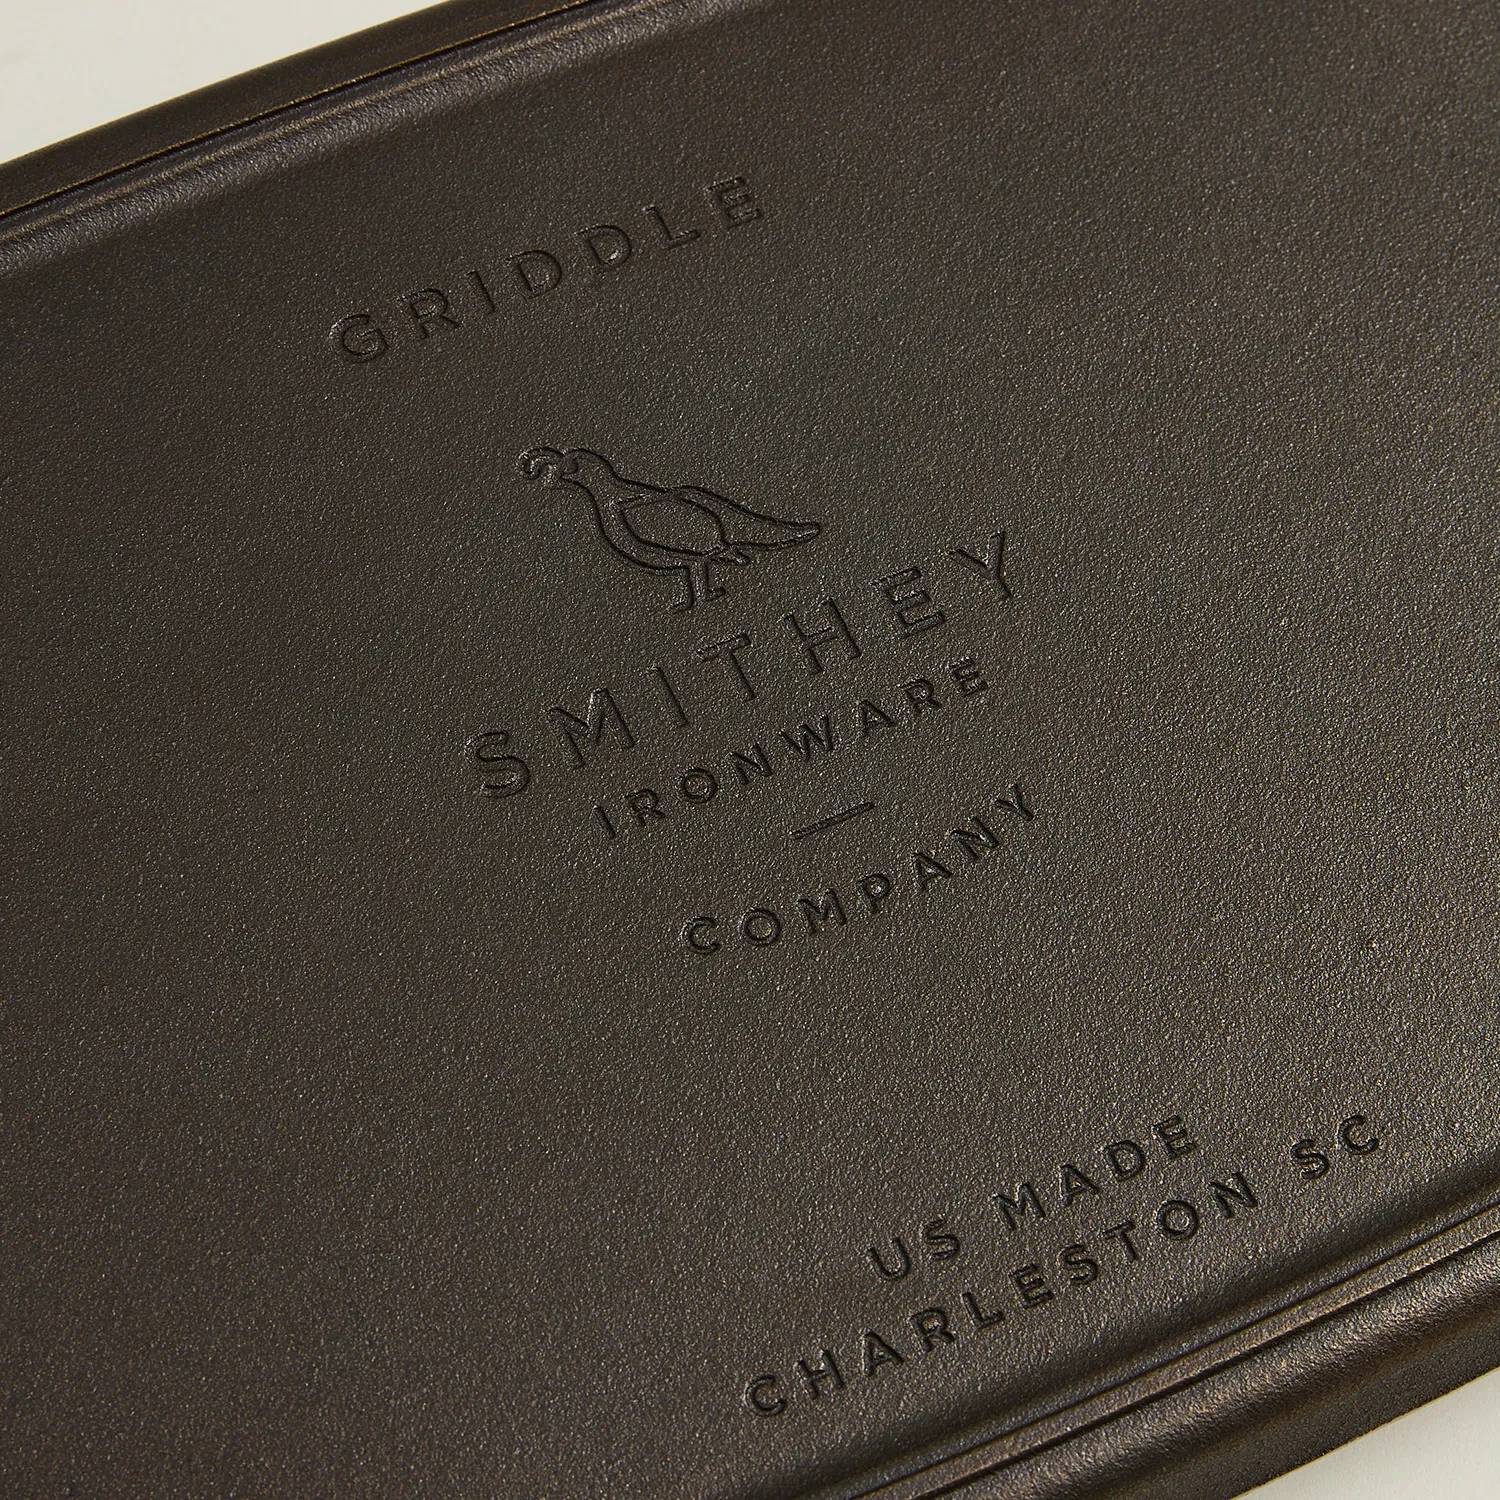 GRIDDLE
SMITHEY
IRONWARE
COMPANY
US MADE
CHARLESTON SC